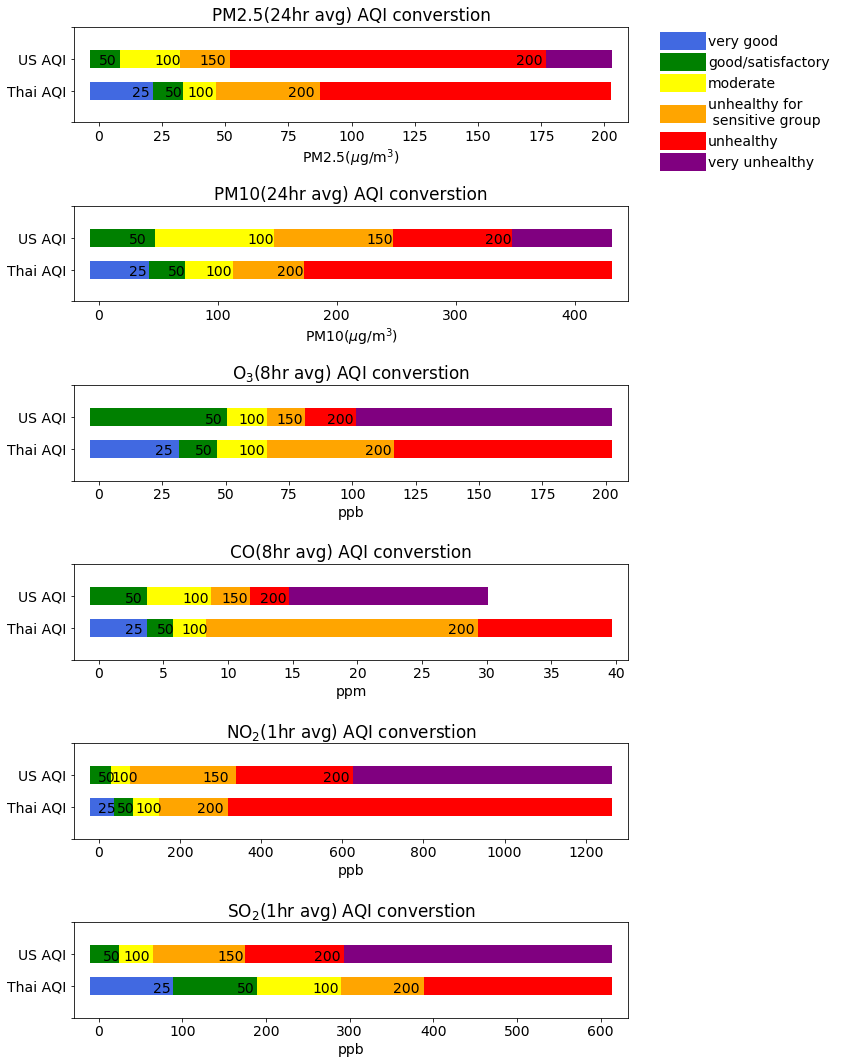 PM2.5(24hr avg) AQI converstion
US AQI
50 100 150 200
Thai AQI
25 50 100 200
0 25 50 75 100 125 150 175 200
PM2.5(μg/m³)
very good
good/satisfactory
moderate
unhealthy for
sensitive group
unhealthy
very unhealthy
PM10(24hr avg) AQI converstion
US AQI
50 100 150 200
Thai AQI
25 50 100 200
0 100 200 300 400
PM10(μg/m³)
O₃(8hr avg) AQI converstion
US AQI
50 100 150 200
Thai AQI
25 50 100 200
0 25 50 75 100 125 150 175 200
ppb
CO(8hr avg) AQI converstion
US AQI
50 100 150 200
Thai AQI
25 50 100 200
0 5 10 15 20 25 30 35 40
ppm
NO₂(1hr avg) AQI converstion
US AQI
50 100 150 200
Thai AQI
25 50 100 200
0 200 400 600 800 1000 1200
ppb
SO₂(1hr avg) AQI converstion
US AQI
50 100 150 200
Thai AQI
25 50 100 200
0 100 200 300 400 500 600
ppb